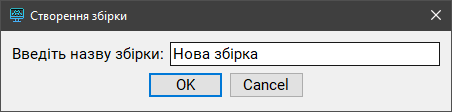 Створення збірки
Введіть назву збірки: Нова збірка
OK Cancel